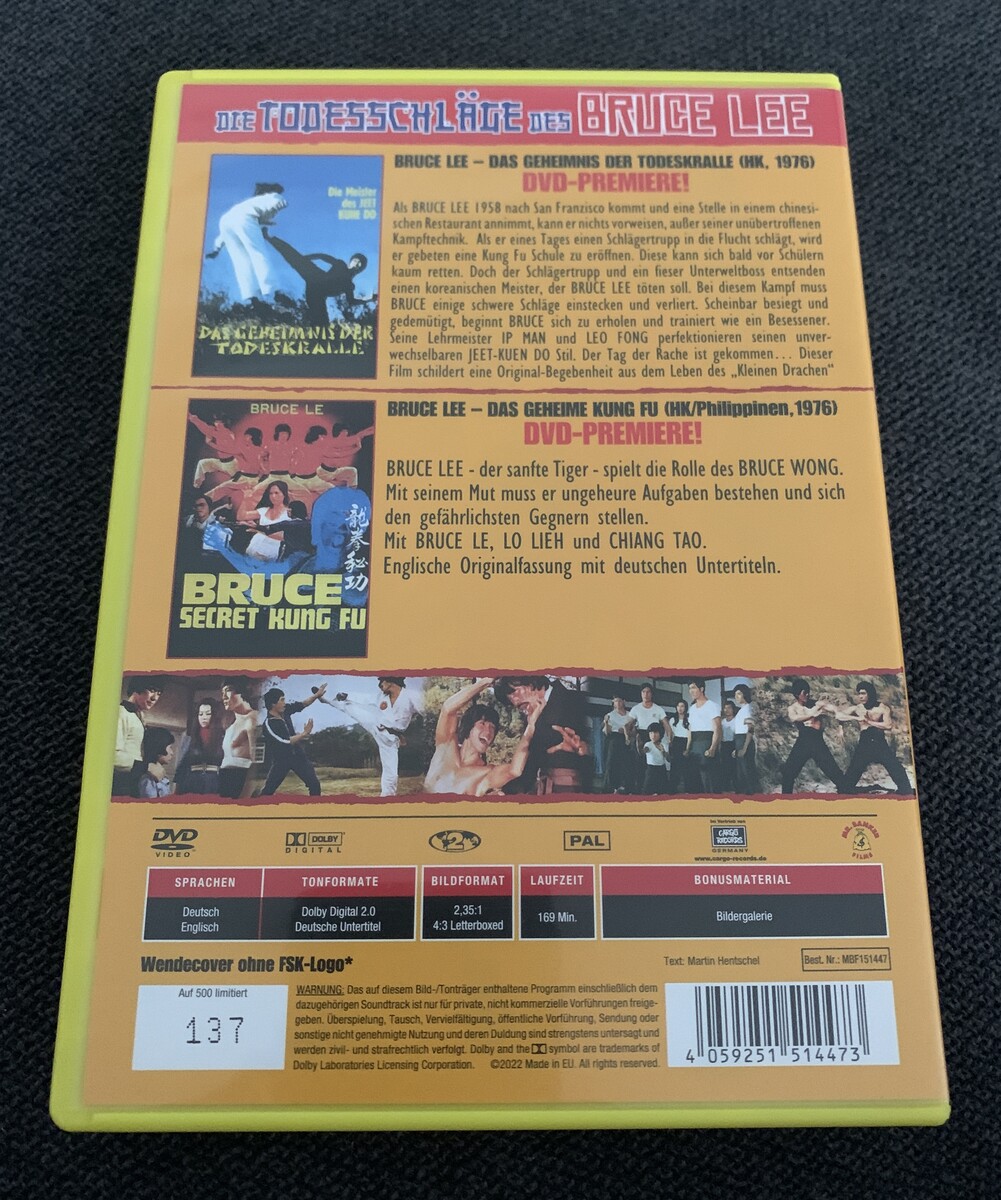 DIE TODESSCHLÄGE DES BRUCE LEE
Die Meister
des JEET
KUNE DO
DAS GEHEIMNIS DER
TODESKRALLE
BRUCE LEE – DAS GEHEIMNIS DER TODESKRALLE (HK, 1976)
DVD-PREMIERE!
Als BRUCE LEE 1958 nach San Franzisco kommt und eine Stelle in einem chinesi-
schen Restaurant annimmt, kann er nichts vorweisen, außer seiner unübertroffenen
Kampftechnik. Als er eines Tages einen Schlägertrupp in die Flucht schlägt, wird
er gebeten eine Kung Fu Schule zu eröffnen. Diese kann sich bald vor Schülern
kaum retten. Doch der Schlägertrupp und ein fieser Unterweltboss entsenden
einen koreanischen Meister, der BRUCE LEE töten soll. Bei diesem Kampf muss
BRUCE einige schwere Schläge einstecken und verliert. Scheinbar besiegt und
gedemütigt, beginnt BRUCE sich zu erholen und trainiert wie ein Besessener.
Seine Lehrmeister IP MAN und LEO FONG perfektionieren seinen unver-
wechselbaren JEET-KUEN DO Stil. Der Tag der Rache ist gekommen... Dieser
Film schildert eine Original-Begebenheit aus dem Leben des „Kleinen Drachen“
BRUCE LE
龍拳秘功
BRUCE
SECRET KUNG FU
BRUCE LEE – DAS GEHEIME KUNG FU (HK/Philippinen, 1976)
DVD-PREMIERE!
BRUCE LEE - der sanfte Tiger - spielt die Rolle des BRUCE WONG.
Mit seinem Mut muss er ungeheure Aufgaben bestehen und sich
den gefährlichsten Gegnern stellen.
Mit BRUCE LE, LO LIEH und CHIANG TAO.
Englische Originalfassung mit deutschen Untertiteln.
DVD VIDEO
DOLBY DIGITAL
2
PAL
Im Vertrieb von
CARGO RECORDS
GERMANY
www.cargo-records.de
MR. BANKER FILMS
SPRACHEN TONFORMATE BILDFORMAT LAUFZEIT BONUSMATERIAL
Deutsch Dolby Digital 2.0 2,35:1 169 Min. Bildergalerie
Englisch Deutsche Untertitel 4:3 Letterboxed
Wendecover ohne FSK-Logo*
Text: Martin Hentschel
Best. Nr.: MBF151447
Auf 500 limitiert
137
WARNUNG: Das auf diesem Bild-/Tonträger enthaltene Programm einschließlich dem
dazugehörigen Soundtrack ist nur für private, nicht kommerzielle Vorführungen freige-
geben. Überspielung, Tausch, Vervielfältigung, öffentliche Vorführung, Sendung oder
sonstige nicht genehmigte Nutzung und deren Duldung sind strengstens untersagt und
werden zivil- und strafrechtlich verfolgt. Dolby and the symbol are trademarks of
Dolby Laboratories Licensing Corporation. ©2022 Made in EU. All rights reserved.
4 059251 514473